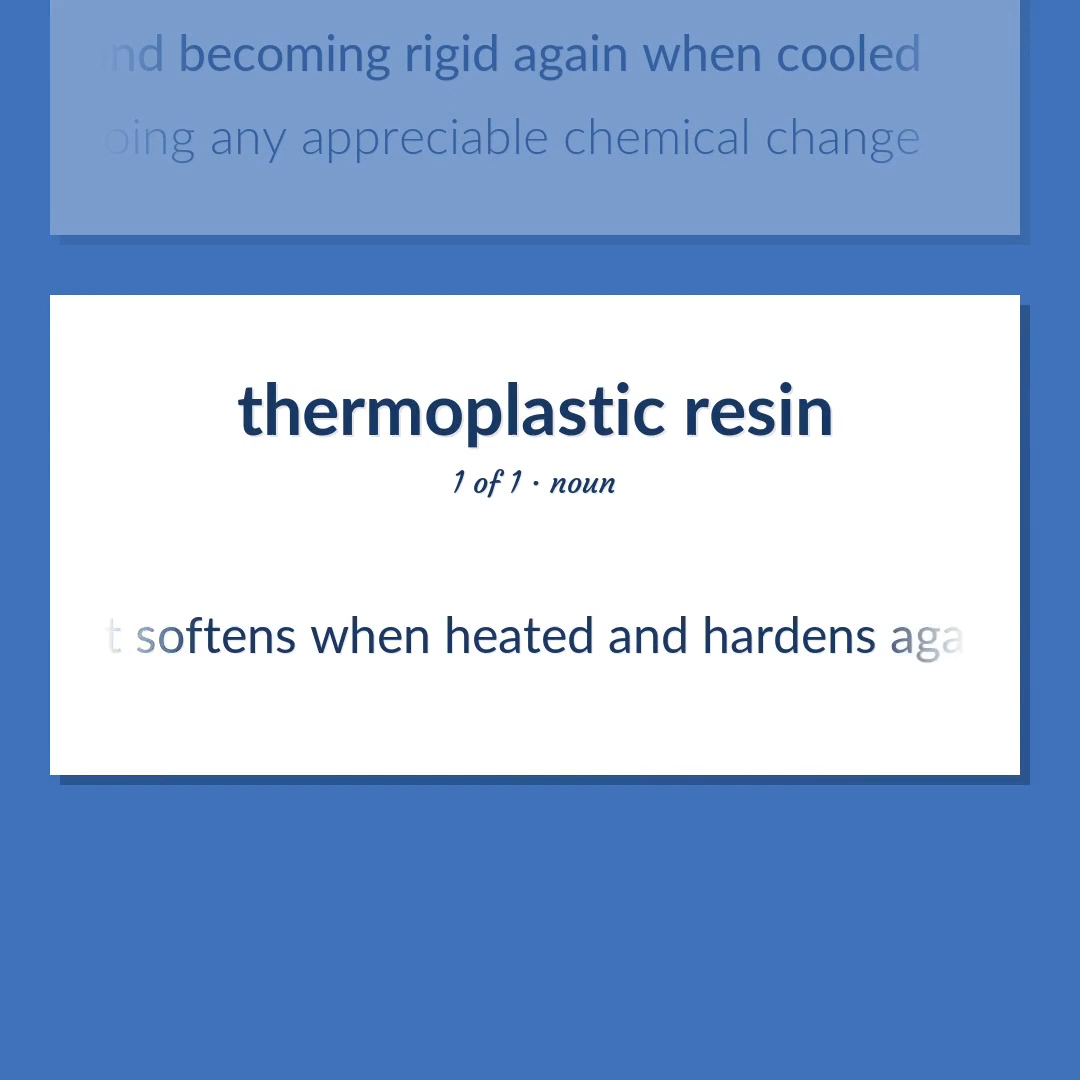 becoming rigid again when cooled
any appreciable chemical change
thermoplastic resin
1 of 1 · noun
softens when heated and hardens